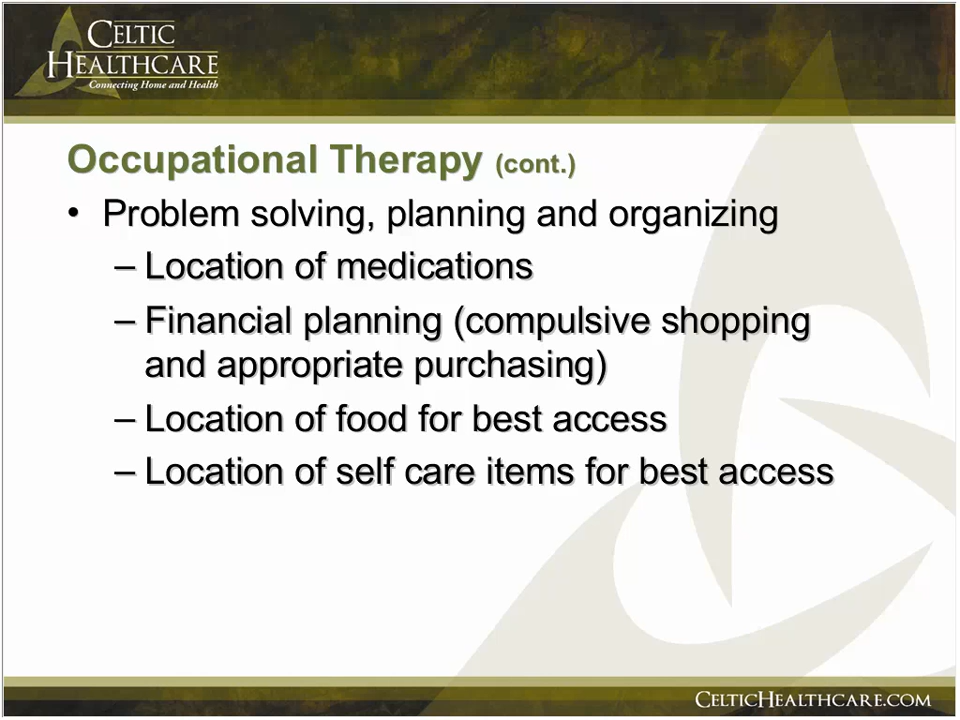 CELTIC
HEALTHCARE
Connecting Home and Health
Occupational Therapy (cont.)
• Problem solving, planning and organizing
– Location of medications
– Financial planning (compulsive shopping
and appropriate purchasing)
– Location of food for best access
– Location of self care items for best access
CELTICHEALTHCARE.COM